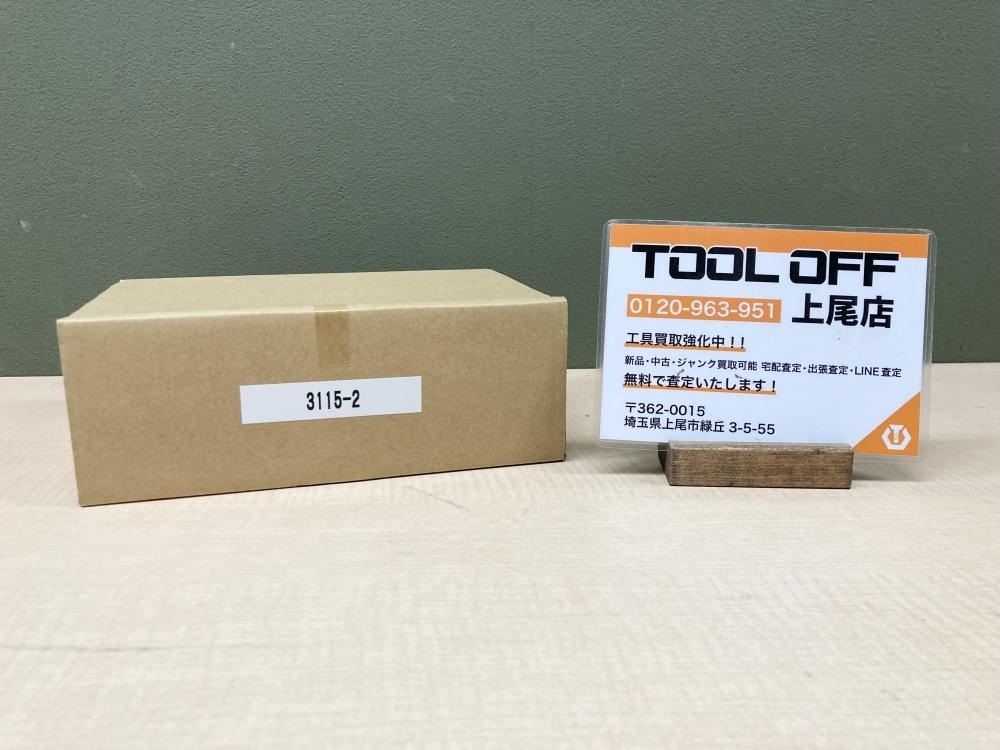 3115-2
TOOL OFF
0120-963-951 上尾店
工具買取強化中！！
新品・中古・ジャンク買取可能 宅配査定・出張査定・LINE査定
無料で査定いたします！
〒362-0015
埼玉県上尾市緑丘 3-5-55